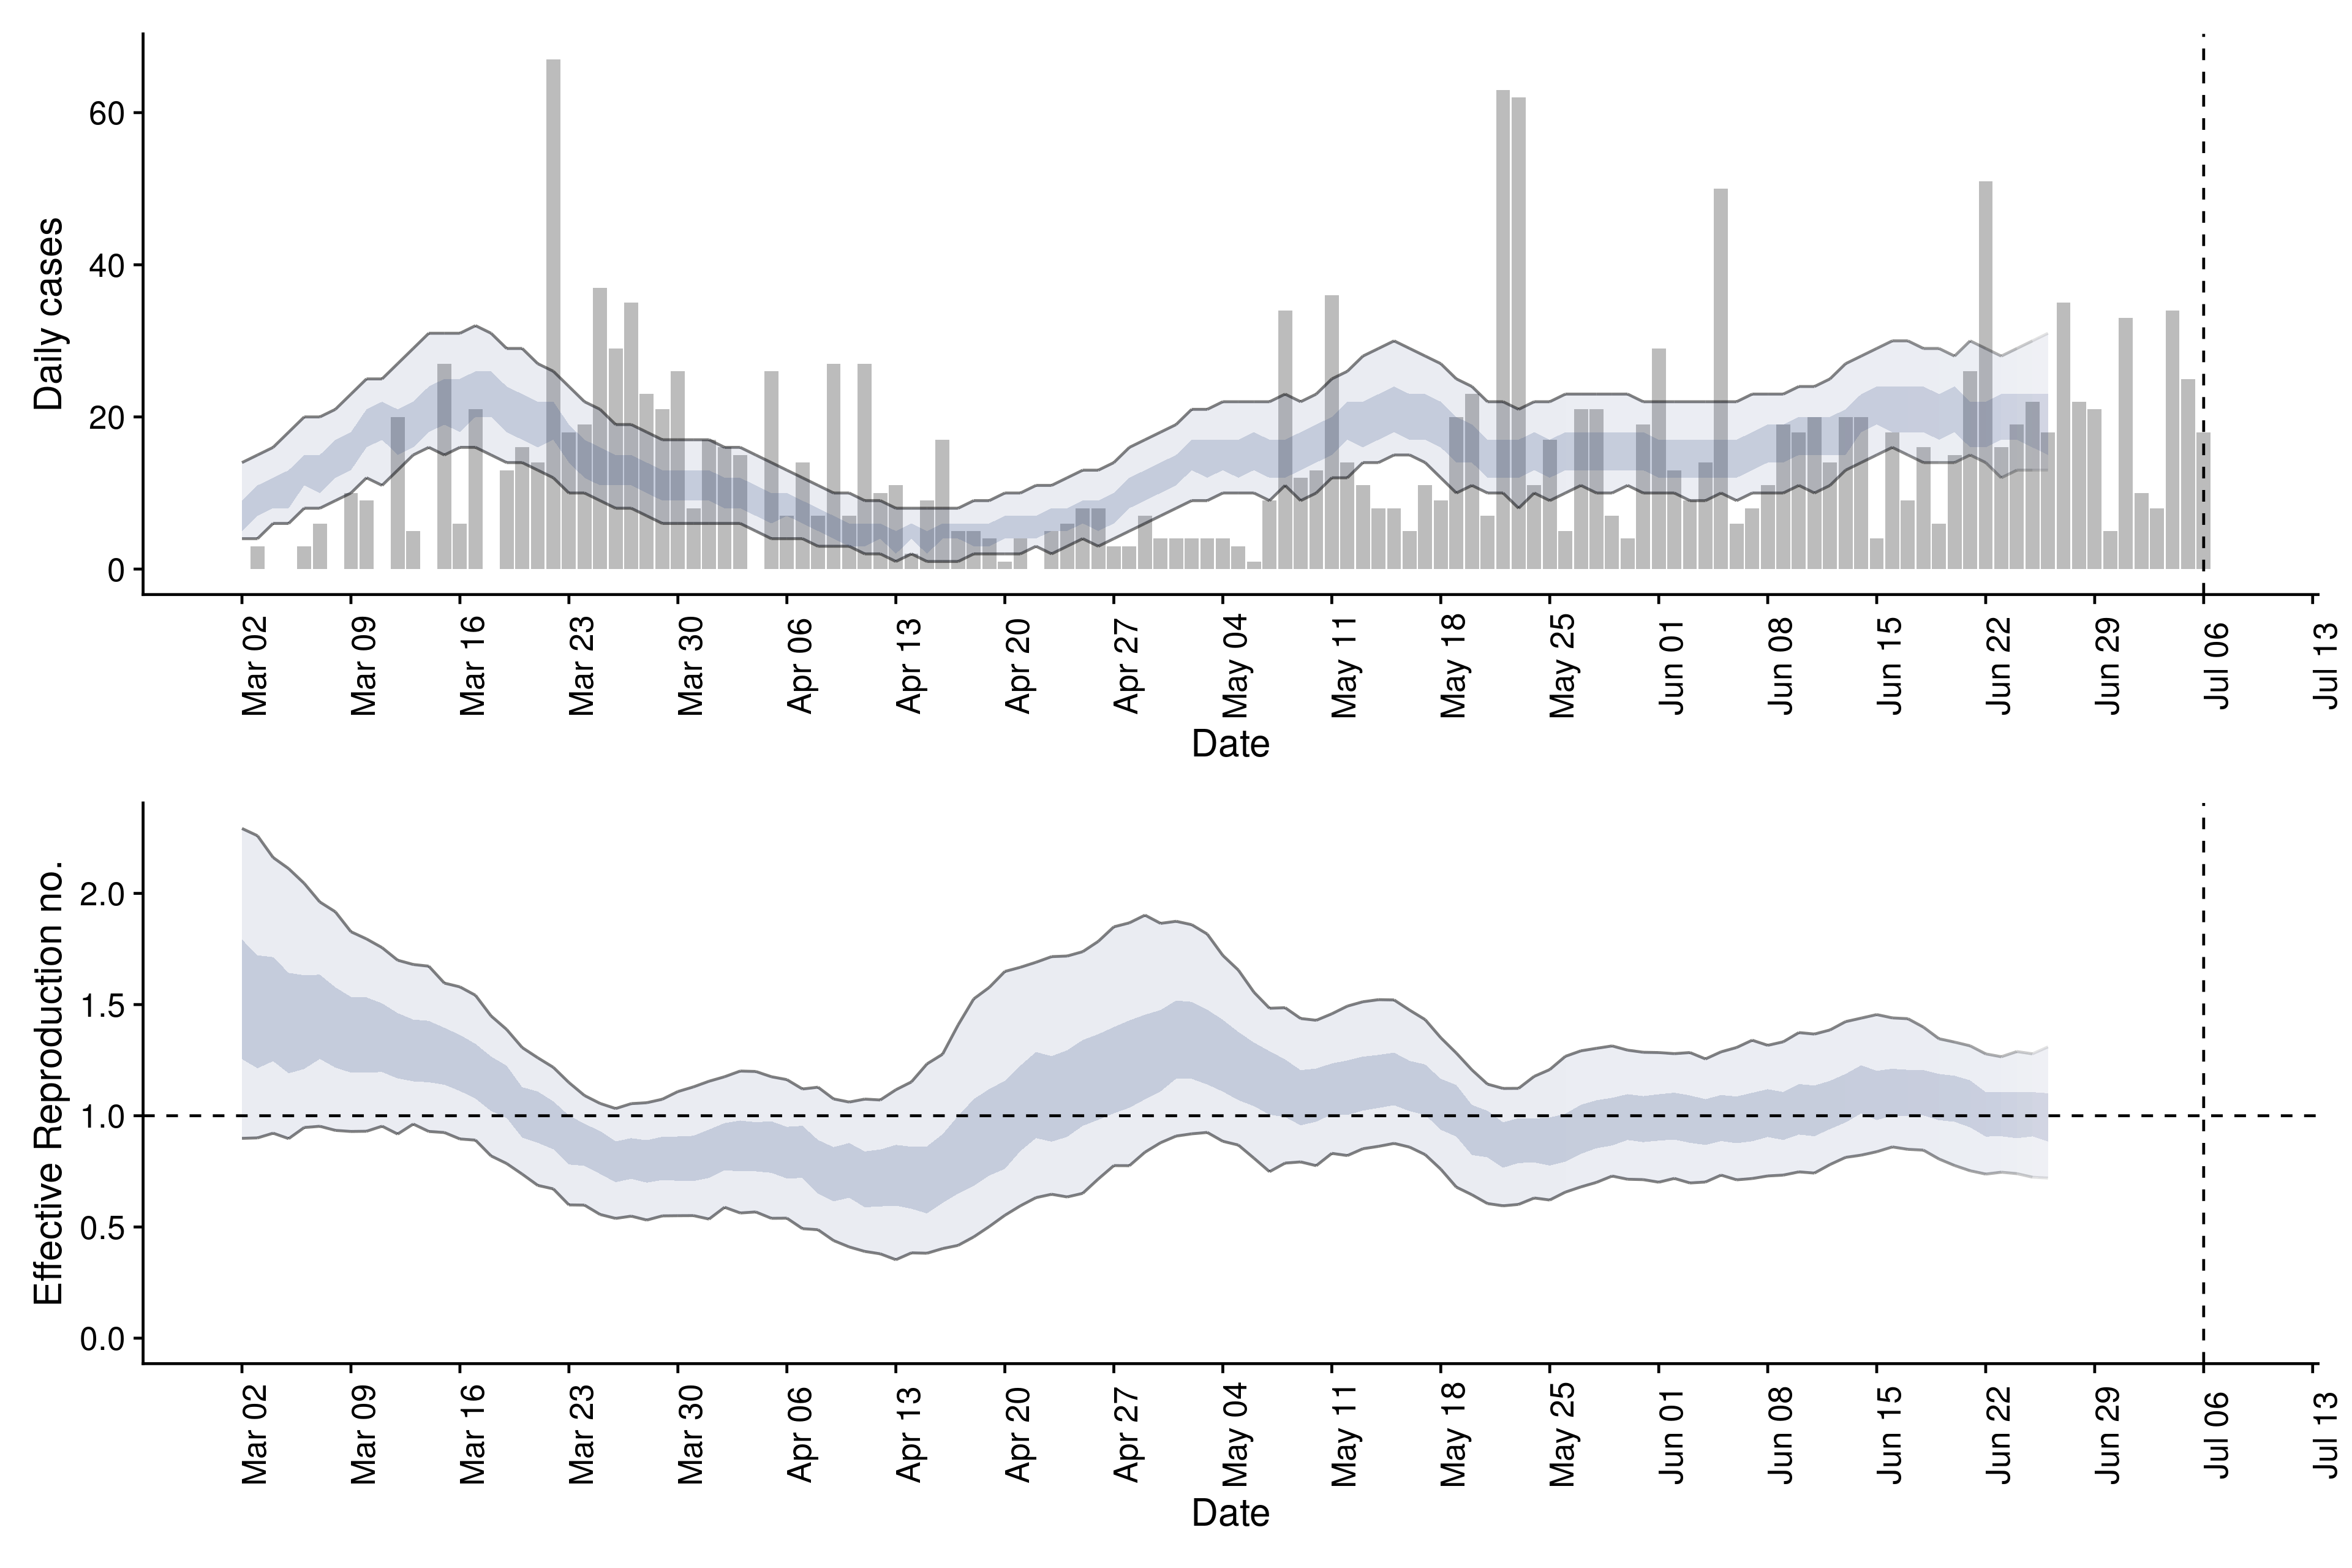 Daily cases
60
40
20
0
Mar 02
Mar 09
Mar 16
Mar 23
Mar 30
Apr 06
Apr 13
Apr 20
Apr 27
May 04
May 11
May 18
May 25
Jun 01
Jun 08
Jun 15
Jun 22
Jun 29
Jul 06
Jul 13
Date
Effective Reproduction no.
2.0
1.5
1.0
0.5
0.0
Mar 02
Mar 09
Mar 16
Mar 23
Mar 30
Apr 06
Apr 13
Apr 20
Apr 27
May 04
May 11
May 18
May 25
Jun 01
Jun 08
Jun 15
Jun 22
Jun 29
Jul 06
Jul 13
Date